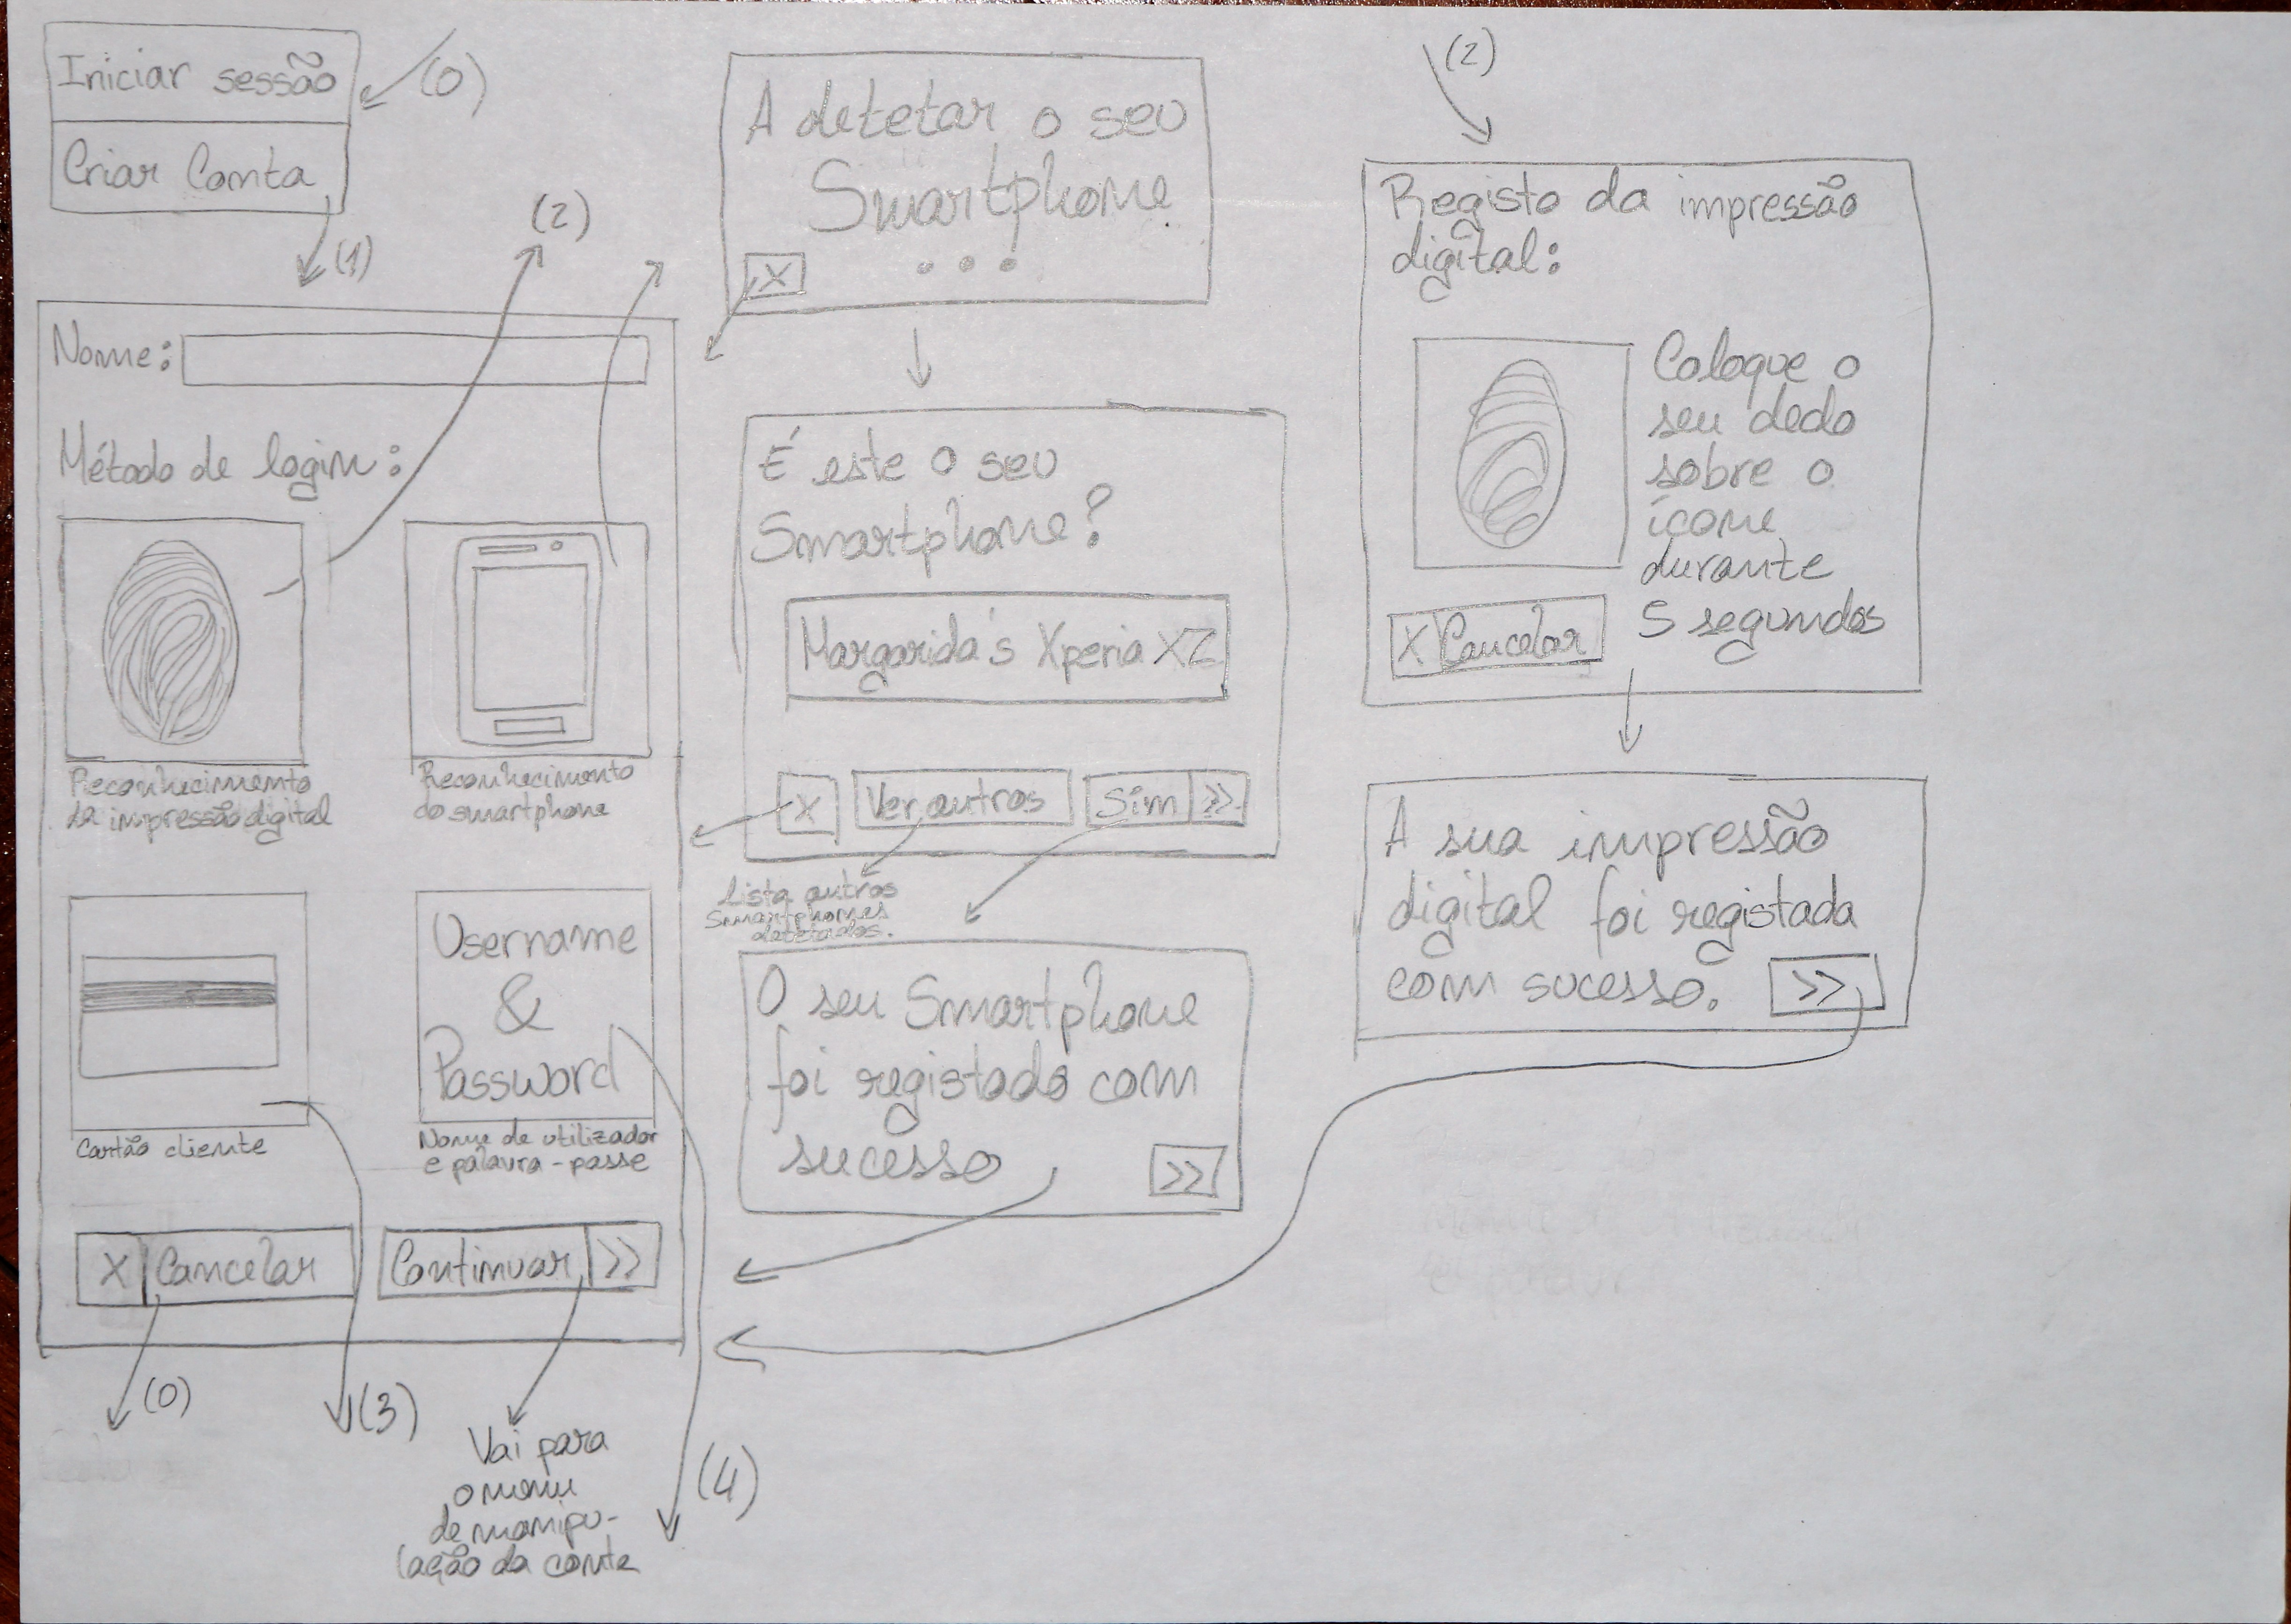 Iniciar sessão
(0)
Criar Conta
(1)
Nome:
Método de login:
(2)
Reconhecimento
da impressão digital
Reconhecimento
do smartphone
Cartão cliente
Username
&
Password
Nome de utilizador
e palavra-passe
X Cancelar
Continuar >>
(0)
(3)
Vai para
o menu
de manipu-
lação da conta
(4)
A detetar o seu
Smartphone
...
X
É este o seu
Smartphone?
Margarida's Xperia XZ
X
Ver outros
Sim >>
Lista outros
Smartphones
detetados.
O seu Smartphone
foi registado com
sucesso
>>
(2)
Registo da impressão
digital:
Coloque o
seu dedo
sobre o
ícone
durante
5 segundos
X Cancelar
A sua impressão
digital foi registada
com sucesso. >>